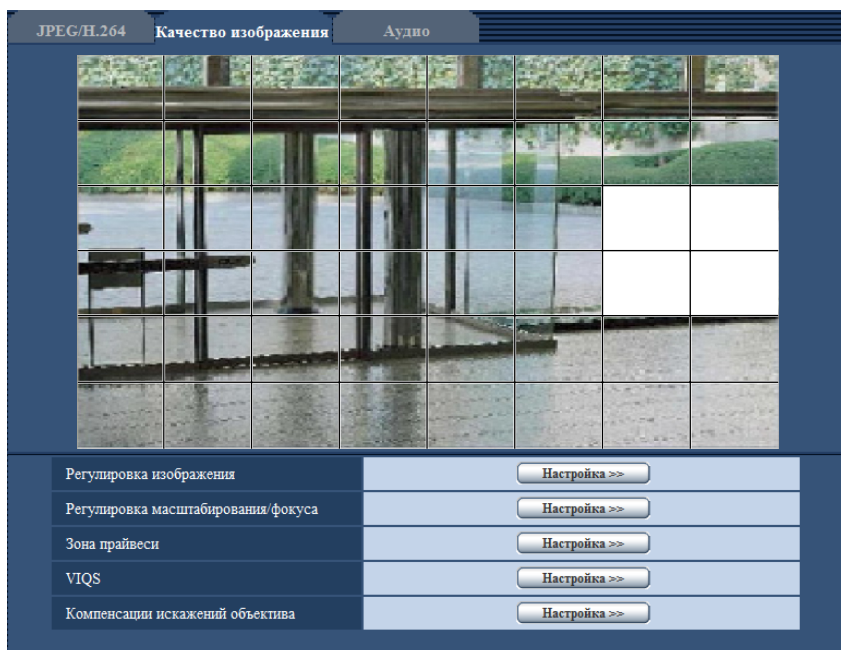 JPEG/H.264 Качество изображения Аудио
Регулировка изображения Настройка >>
Регулировка масштабирования/фокуса Настройка >>
Зона прайвеси Настройка >>
VIQS Настройка >>
Компенсации искажений объектива Настройка >>